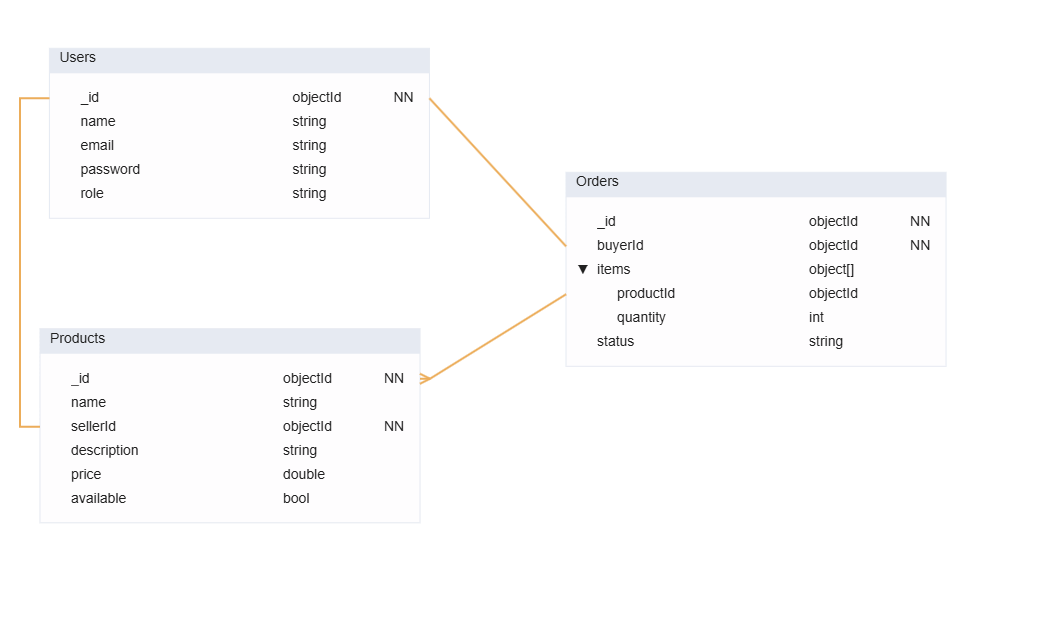 Users
_id objectId NN
name string
email string
password string
role string
Orders
_id objectId NN
buyerId objectId NN
▼ items object[]
productId objectId
quantity int
status string
Products
_id objectId NN
name string
sellerId objectId NN
description string
price double
available bool